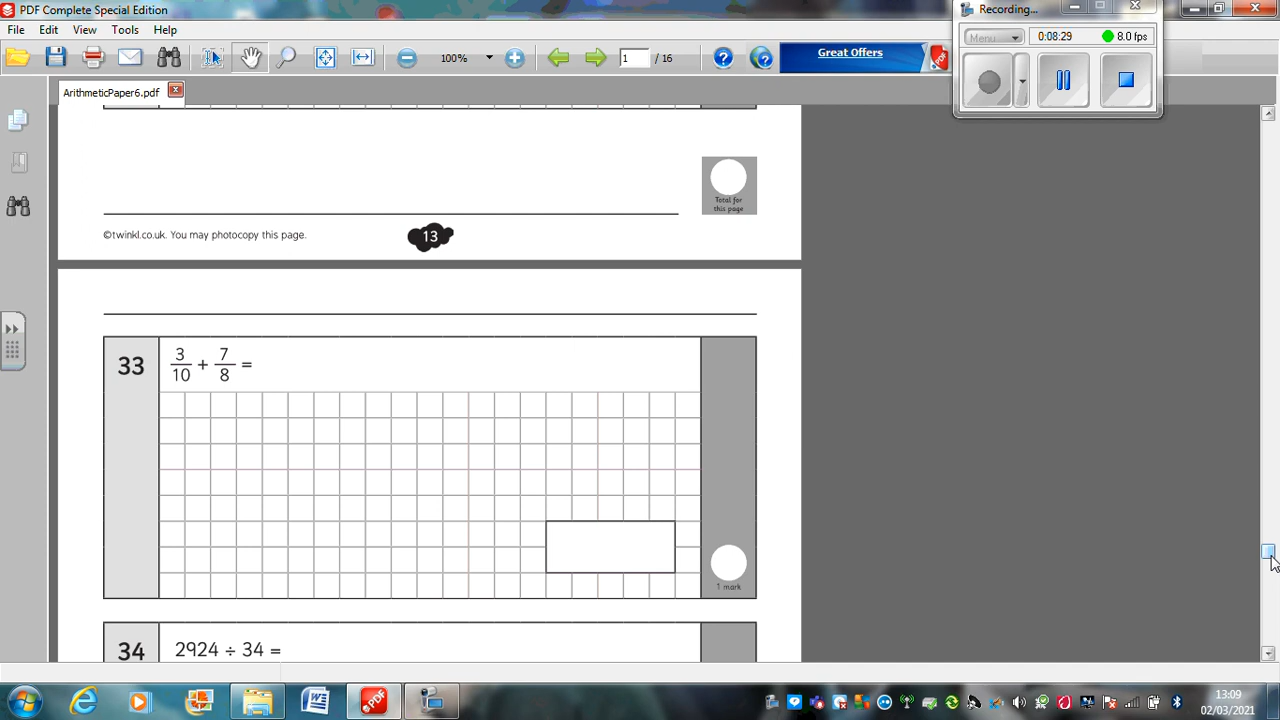 PDF Complete Special Edition
Recording...
File Edit View Tools Help
Menu 0:08:29 8.0 fps
100% 1 / 16 Great Offers
ArithmeticPaper6.pdf
Total for
this page
©twinkl.co.uk. You may photocopy this page.
13
33 3/10 + 7/8 =
1 mark
34 2924 ÷ 34 =
13:09
02/03/2021